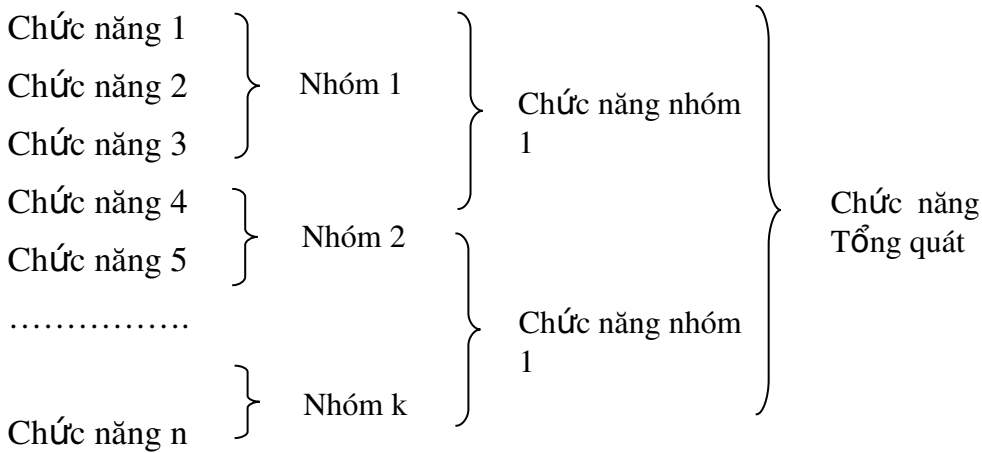 Chức năng 1
Chức năng 2
Chức năng 3
Chức năng 4
Chức năng 5
…………….
Chức năng n
Nhóm 1
Nhóm 2
Nhóm k
Chức năng nhóm
1
Chức năng nhóm
1
Chức năng
Tổng quát